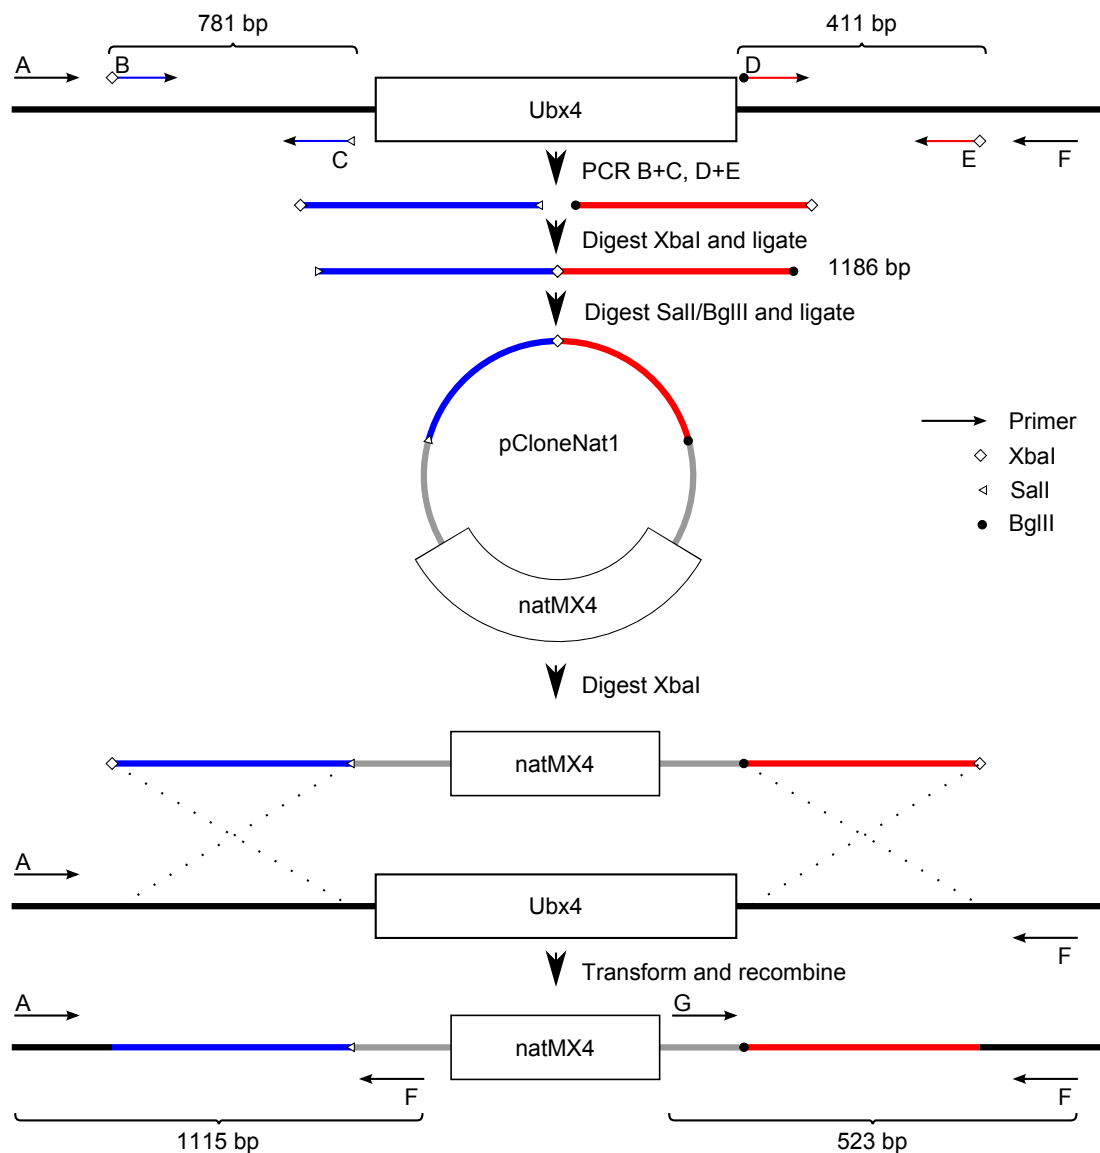 781 bp
411 bp
A
B
D
Ubx4
C
E
F
PCR B+C, D+E
Digest XbaI and ligate
1186 bp
Digest SalI/BglII and ligate
pCloneNat1
Primer
XbaI
SalI
BglII
natMX4
Digest XbaI
natMX4
A
Ubx4
F
Transform and recombine
A
G
natMX4
F
F
1115 bp
523 bp